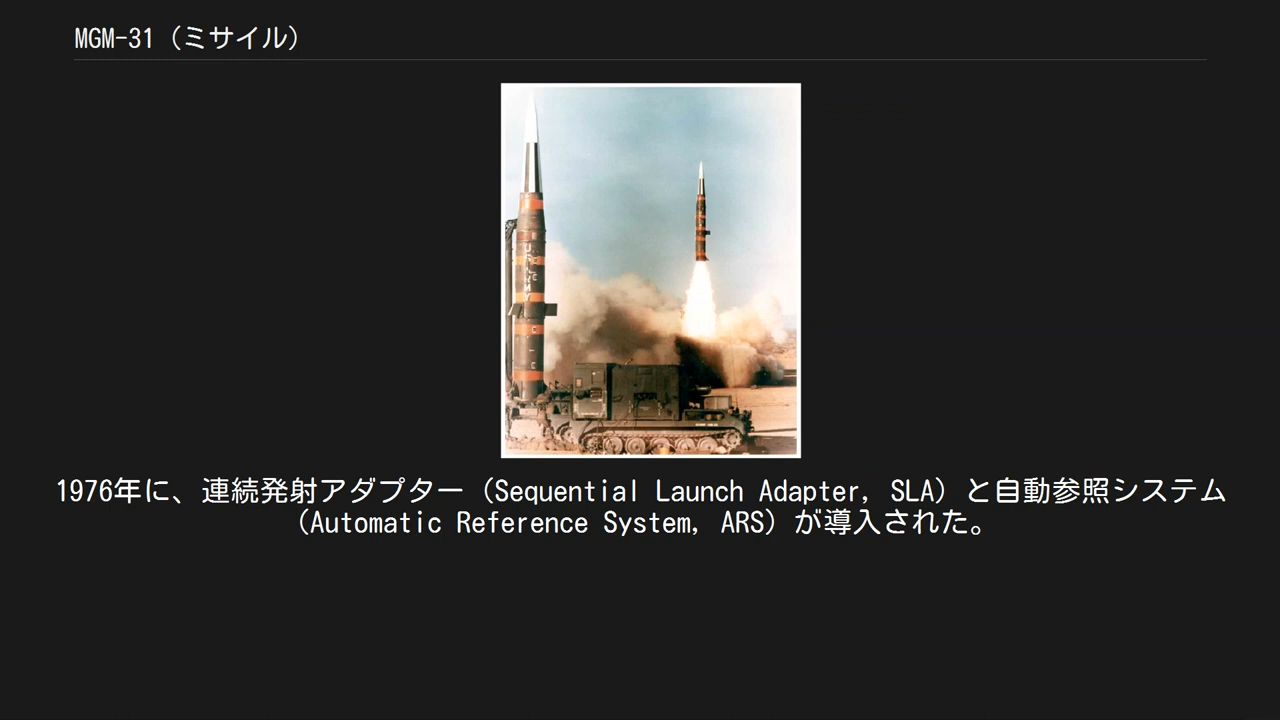 MGM-31（ミサイル）
1976年に、連続発射アダプター（Sequential Launch Adapter, SLA）と自動参照システム
（Automatic Reference System, ARS）が導入された。